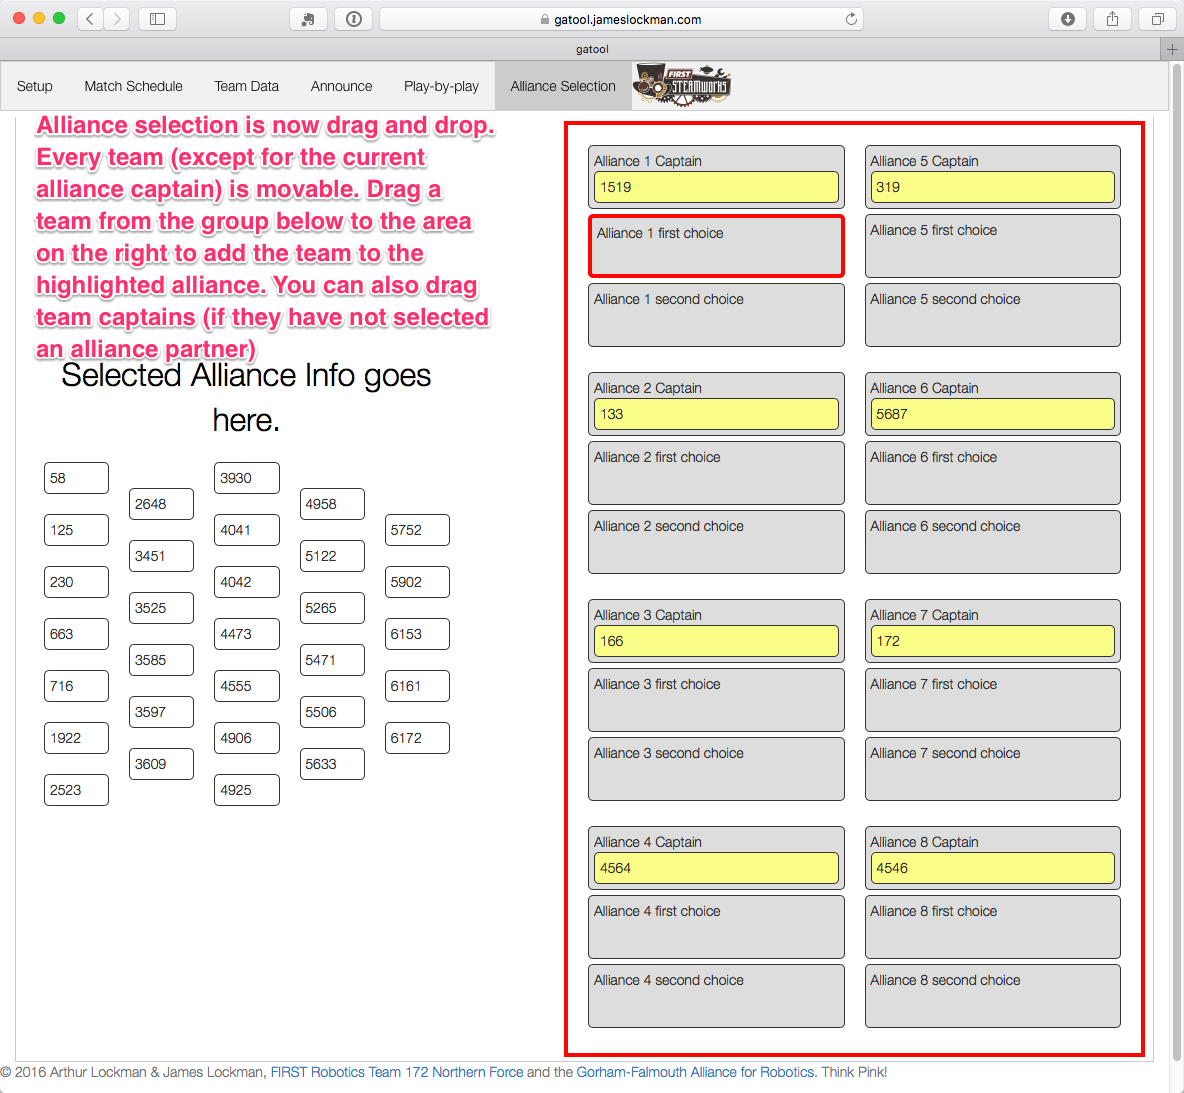 gatool.jameslockman.com
gatool
Setup
Match Schedule
Team Data
Announce
Play-by-play
Alliance Selection
FIRST
STEAMWORKS
Alliance selection is now drag and drop.
Every team (except for the current
alliance captain) is movable. Drag a
team from the group below to the area
on the right to add the team to the
highlighted alliance. You can also drag
team captains (if they have not selected
an alliance partner)
Selected Alliance Info goes
here.
58
125
230
663
716
1922
2523
2648
3451
3525
3585
3597
3609
3930
4041
4042
4473
4555
4906
4925
4958
5122
5265
5471
5506
5633
5752
5902
6153
6161
6172
Alliance 1 Captain
1519
Alliance 1 first choice
Alliance 1 second choice
Alliance 2 Captain
133
Alliance 2 first choice
Alliance 2 second choice
Alliance 3 Captain
166
Alliance 3 first choice
Alliance 3 second choice
Alliance 4 Captain
4564
Alliance 4 first choice
Alliance 4 second choice
Alliance 5 Captain
319
Alliance 5 first choice
Alliance 5 second choice
Alliance 6 Captain
5687
Alliance 6 first choice
Alliance 6 second choice
Alliance 7 Captain
172
Alliance 7 first choice
Alliance 7 second choice
Alliance 8 Captain
4546
Alliance 8 first choice
Alliance 8 second choice
© 2016 Arthur Lockman & James Lockman, FIRST Robotics Team 172 Northern Force and the Gorham-Falmouth Alliance for Robotics. Think Pink!